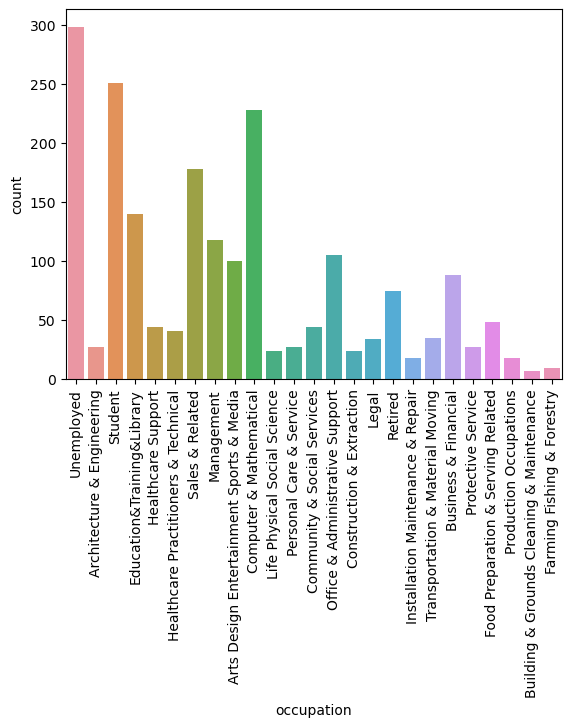 300
250
200
150
100
50
0
count
Unemployed
Architecture & Engineering
Student
Education&Training&Library
Healthcare Support
Healthcare Practitioners & Technical
Sales & Related
Management
Arts Design Entertainment Sports & Media
Computer & Mathematical
Life Physical Social Science
Personal Care & Service
Community & Social Services
Office & Administrative Support
Construction & Extraction
Legal
Retired
Installation Maintenance & Repair
Transportation & Material Moving
Business & Financial
Protective Service
Food Preparation & Serving Related
Production Occupations
Building & Grounds Cleaning & Maintenance
Farming Fishing & Forestry
occupation